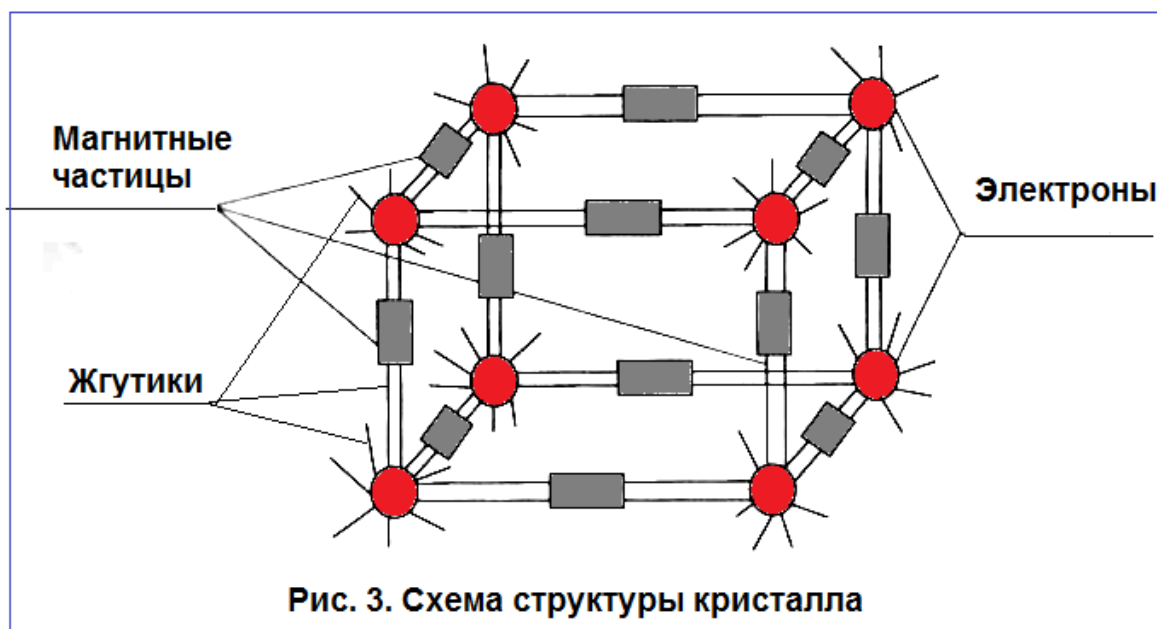 Магнитные
частицы
Электроны
Жгутики
Рис. 3. Схема структуры кристалла